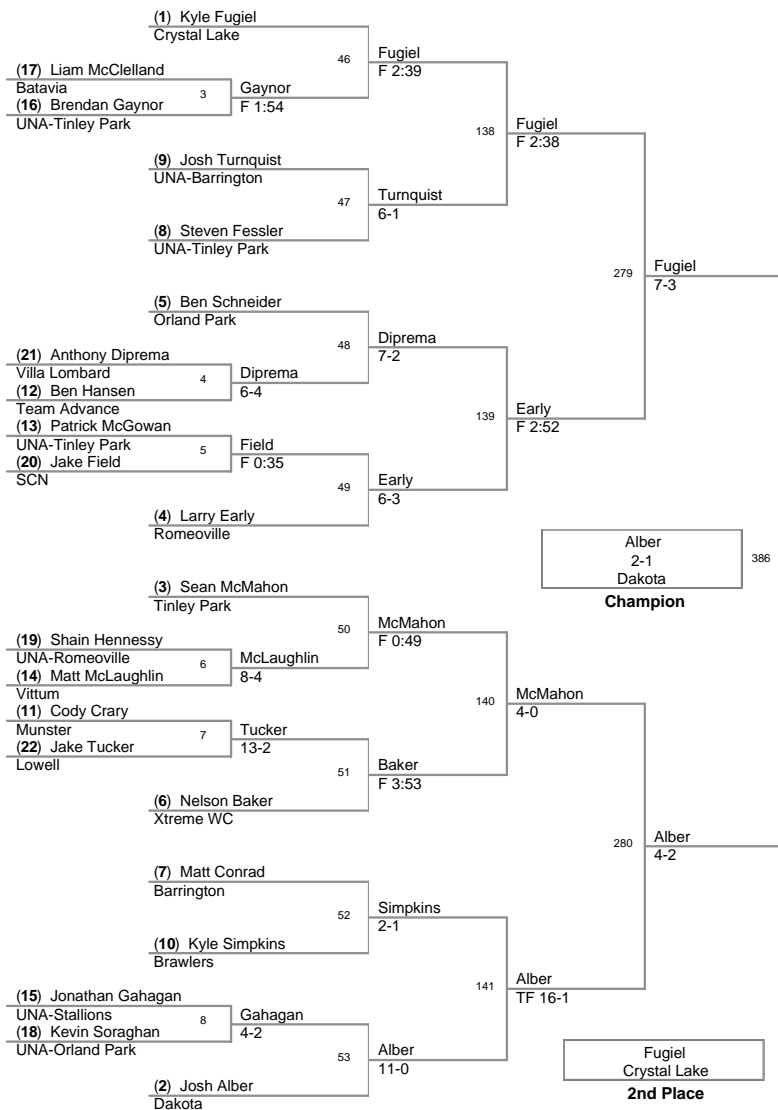 (1) Kyle Fugiel
Crystal Lake
46
Fugiel
F 2:39
(17) Liam McClelland
Batavia
3
Gaynor
F 1:54
(16) Brendan Gaynor
UNA-Tinley Park
138
Fugiel
F 2:38
(9) Josh Turnquist
UNA-Barrington
47
Turnquist
6-1
(8) Steven Fessler
UNA-Tinley Park
279
Fugiel
7-3
(5) Ben Schneider
Orland Park
48
Diprema
7-2
(21) Anthony Diprema
Villa Lombard
4
Diprema
6-4
(12) Ben Hansen
Team Advance
139
Early
F 2:52
(13) Patrick McGowan
UNA-Tinley Park
5
Field
F 0:35
(20) Jake Field
SCN
49
Early
6-3
(4) Larry Early
Romeoville
Alber
2-1
Dakota
386
Champion
(3) Sean McMahon
Tinley Park
50
McMahon
F 0:49
(19) Shain Hennessy
UNA-Romeoville
6
McLaughlin
8-4
(14) Matt McLaughlin
Vittum
140
McMahon
4-0
(11) Cody Crary
Munster
7
Tucker
13-2
(22) Jake Tucker
Lowell
51
Baker
F 3:53
(6) Nelson Baker
Xtreme WC
280
Alber
4-2
(7) Matt Conrad
Barrington
52
Simpkins
2-1
(10) Kyle Simpkins
Brawlers
141
Alber
TF 16-1
(15) Jonathan Gahagan
UNA-Stallions
8
Gahagan
4-2
(18) Kevin Soraghan
UNA-Orland Park
53
Alber
11-0
(2) Josh Alber
Dakota
Fugiel
Crystal Lake
2nd Place